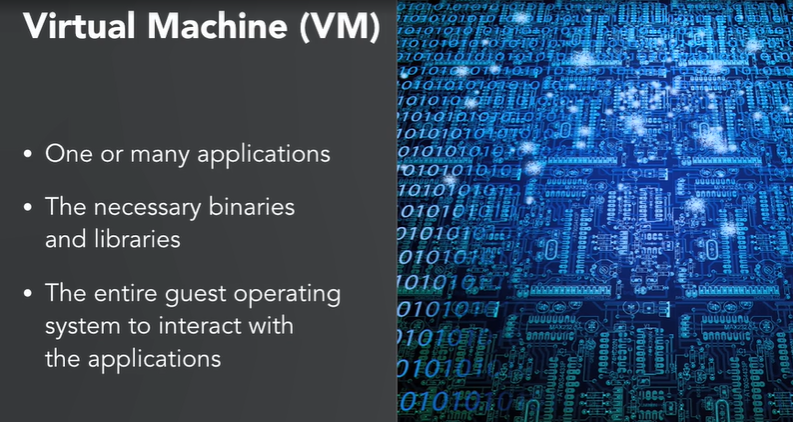 Virtual Machine (VM)
• One or many applications
• The necessary binaries
and libraries
• The entire guest operating
system to interact with
the applications